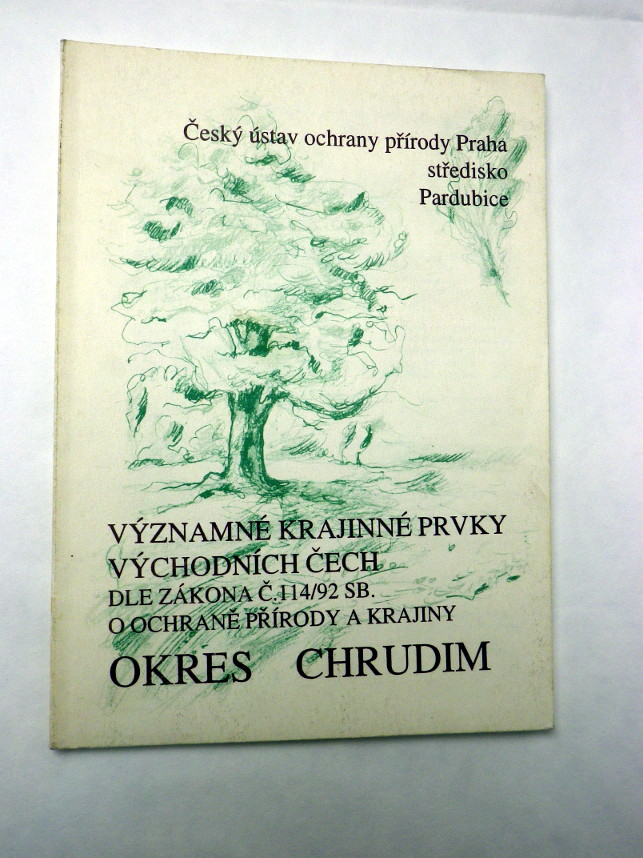 Český ústav ochrany přírody Praha
středisko
Pardubice
VÝZNAMNÉ KRAJINNÉ PRVKY
VÝCHODNÍCH ČECH
DLE ZÁKONA Č.114/92 SB.
O OCHRANĚ PŘÍRODY A KRAJINY
OKRES CHRUDIM